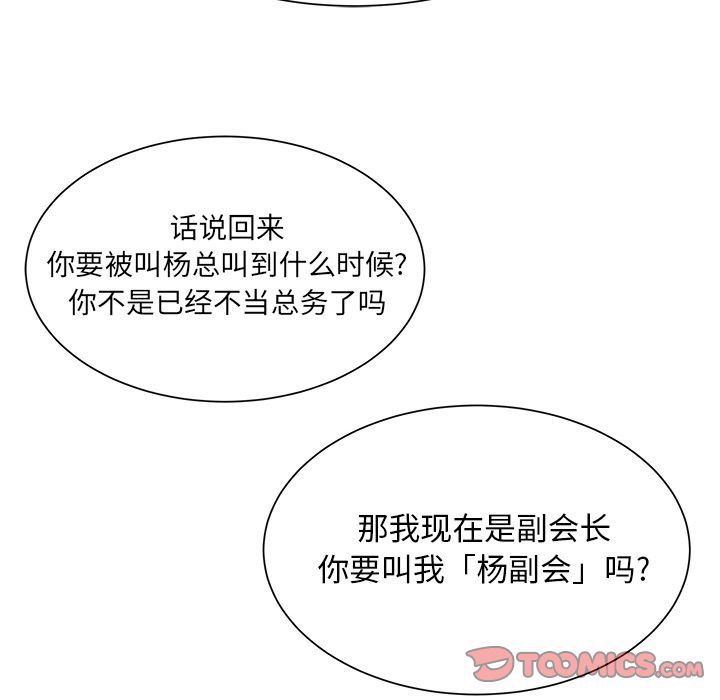 话说回来
你要被叫杨总叫到什么时候?
你不是已经不当总务了吗
那我现在是副会长
你要叫我「杨副会」吗?
TOOMICS.COM